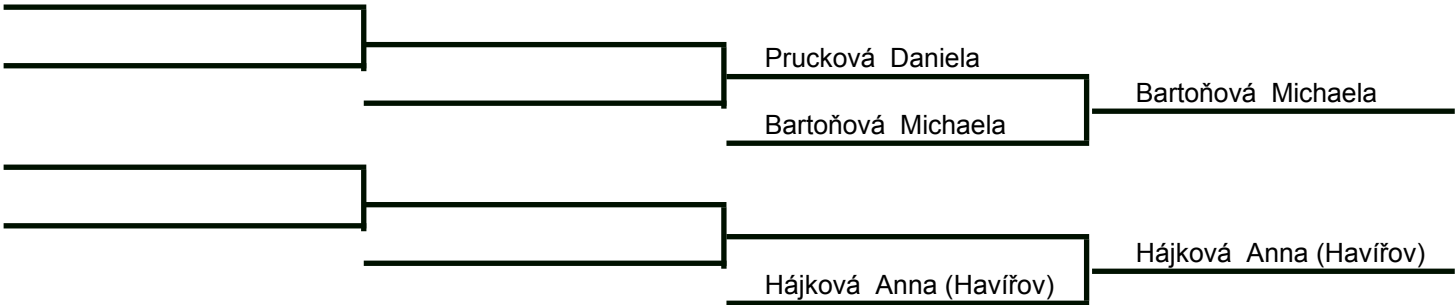 Prucková Daniela
Bartoňová Michaela
Bartoňová Michaela
Hájková Anna (Havířov)
Hájková Anna (Havířov)